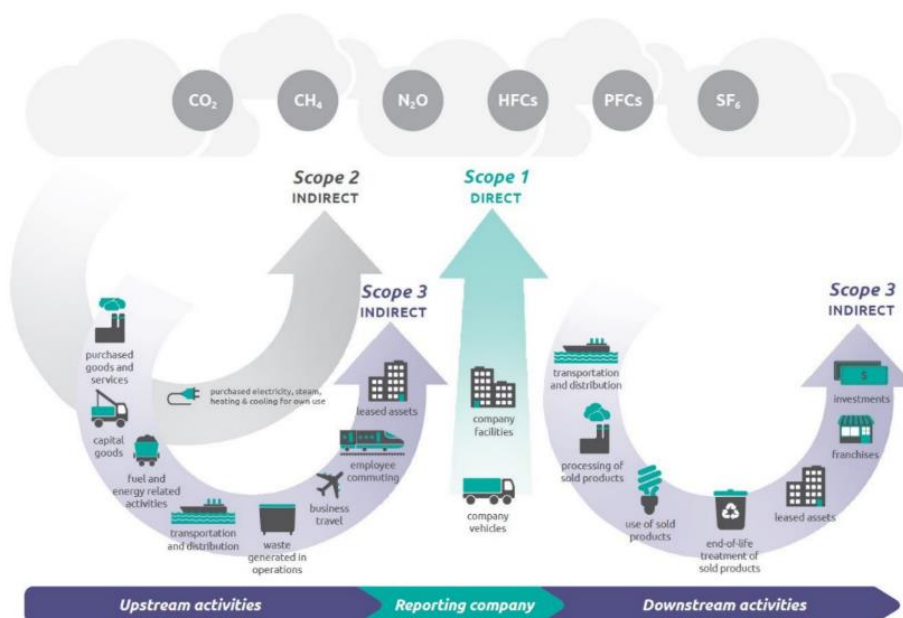 CO₂
CH₄
N₂O
HFCs
PFCs
SF₆
Scope 2
INDIRECT
Scope 1
DIRECT
Scope 3
INDIRECT
Scope 3
INDIRECT
purchased
goods and
services
capital
goods
fuel and
energy related
activities
transportation
and distribution
waste
generated in
operations
business
travel
employee
commuting
leased assets
purchased electricity, steam,
heating & cooling for own use
company
facilities
company
vehicles
transportation
and distribution
processing of
sold products
use of sold
products
end-of-life
treatment of
sold products
leased assets
franchises
$
investments
Upstream activities
Reporting company
Downstream activities